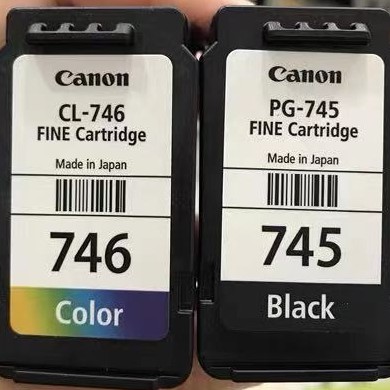 Canon
CL-746
FINE Cartridge
Made in Japan
746
Color
Canon
PG-745
FINE Cartridge
Made in Japan
745
Black